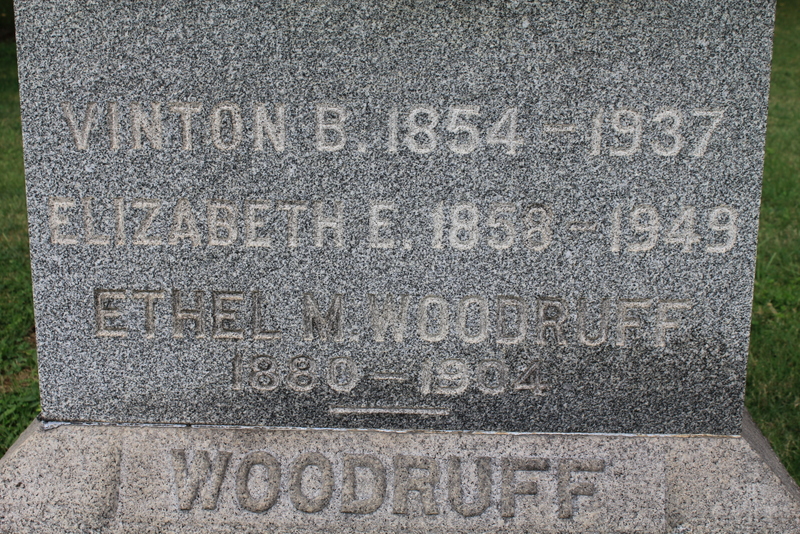 VINTON B. 1854 – 1937
ELIZABETH E. 1858 – 1949
ETHEL M. WOODRUFF
1880 – 1904
WOODRUFF